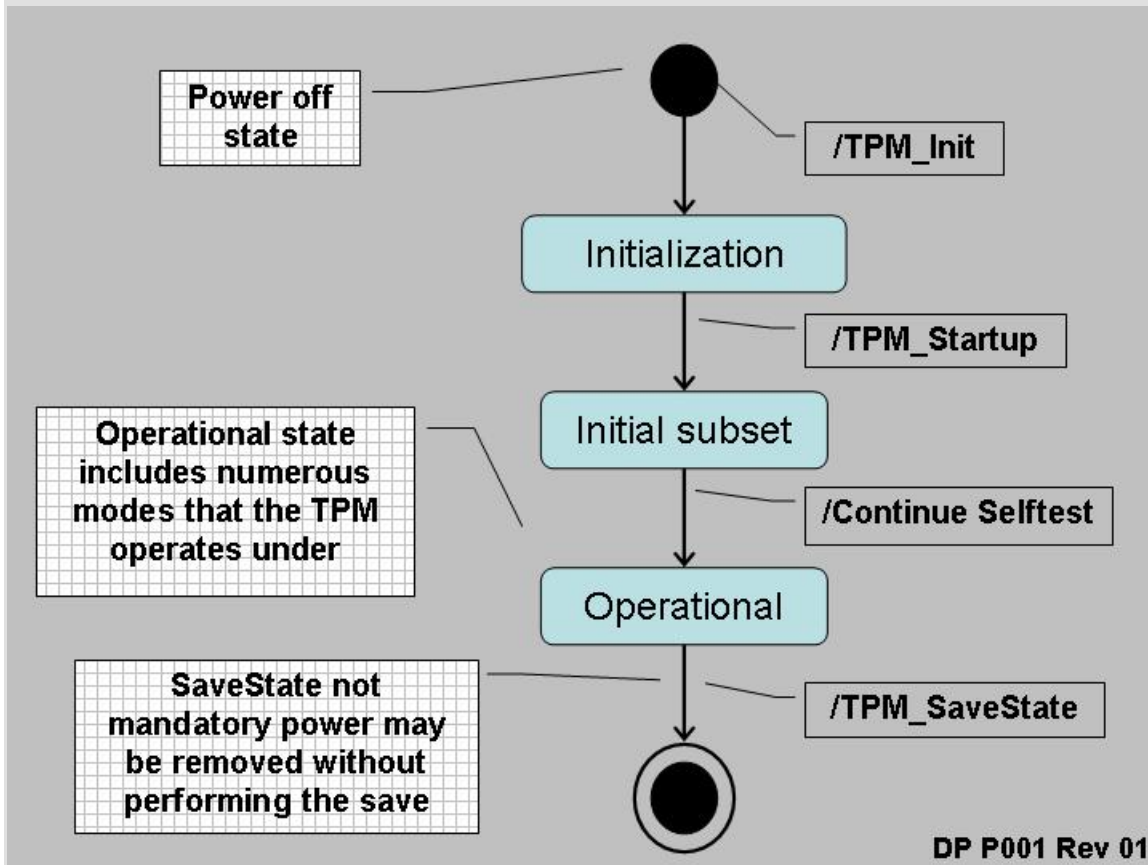 Power off
state
/TPM_Init
Initialization
/TPM_Startup
Initial subset
Operational state
includes numerous
modes that the TPM
operates under
/Continue Selftest
Operational
SaveState not
mandatory power may
be removed without
performing the save
/TPM_SaveState
DP P001 Rev 01